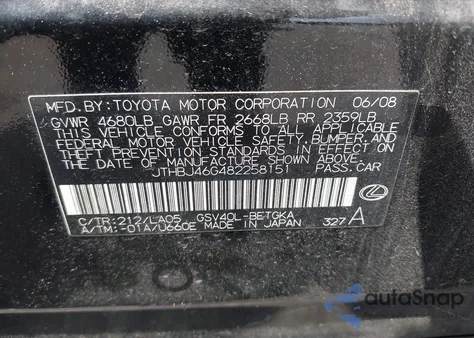 MFD.BY:TOYOTA MOTOR CORPORATION 06/08
GVWR 4680LB GAWR FR 2668LB RR 2359LB
THIS VEHICLE CONFORMS TO ALL APPLICABLE
FEDERAL MOTOR VEHICLE SAFETY, BUMPER, AND
THEFT PREVENTION STANDARDS IN EFFECT ON
THE DATE OF MANUFACTURE SHOWN ABOVE.
JTHBJ46G482258151 PASS.CAR
C/TR:212/LA05 GSV40L-BETGKA
A/TM:-01A/U660E MADE IN JAPAN 327 A
autoSnap